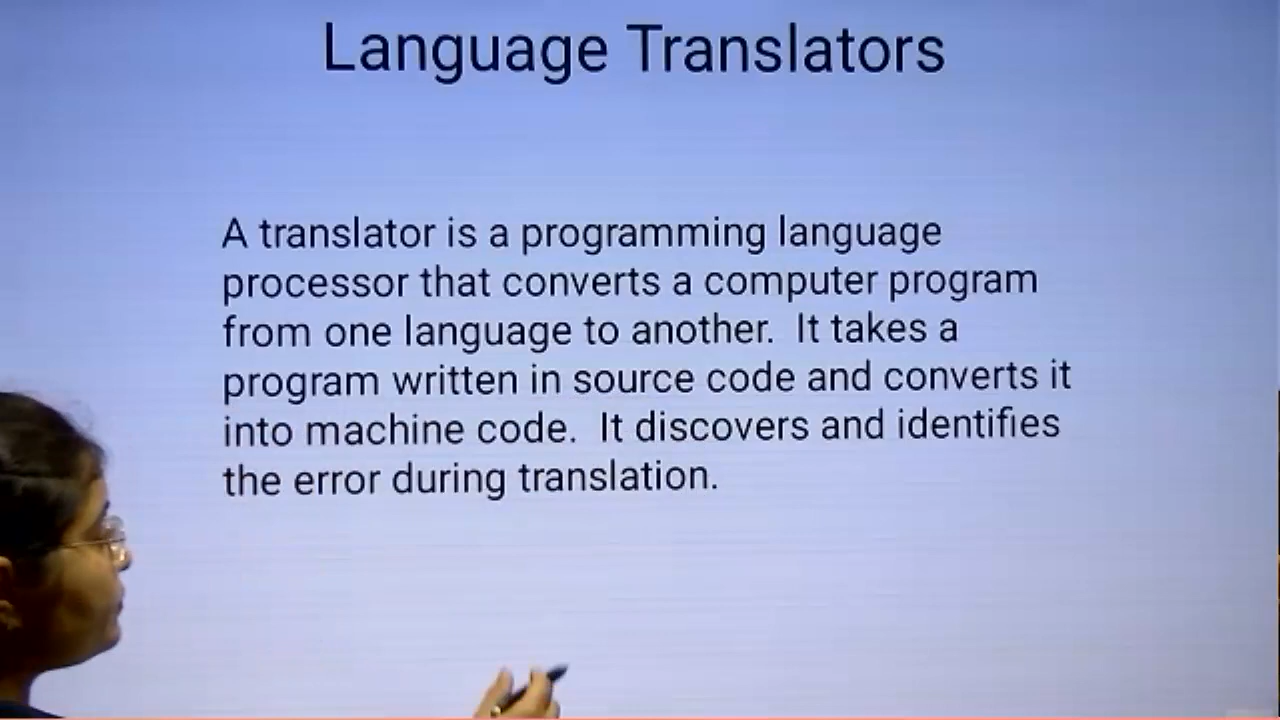 Language Translators
A translator is a programming language
processor that converts a computer program
from one language to another. It takes a
program written in source code and converts it
into machine code. It discovers and identifies
the error during translation.